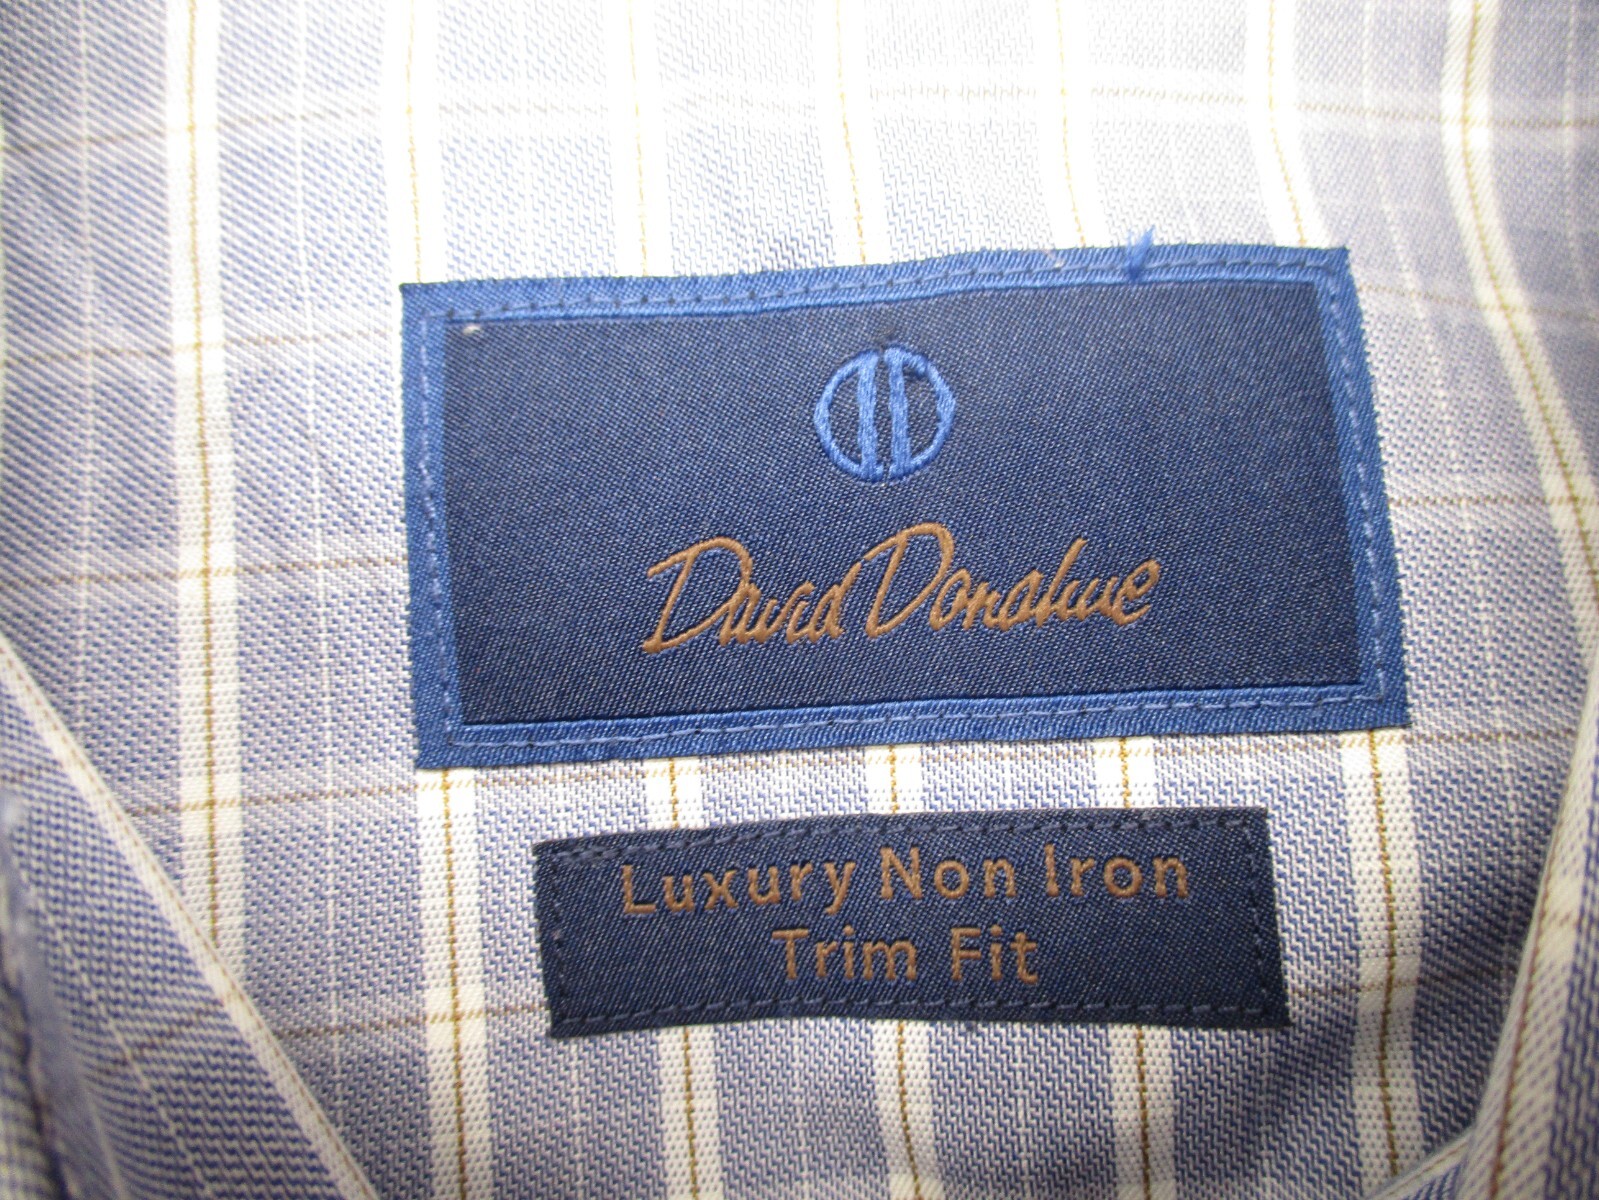 David Donahue
Luxury Non Iron
Trim Fit